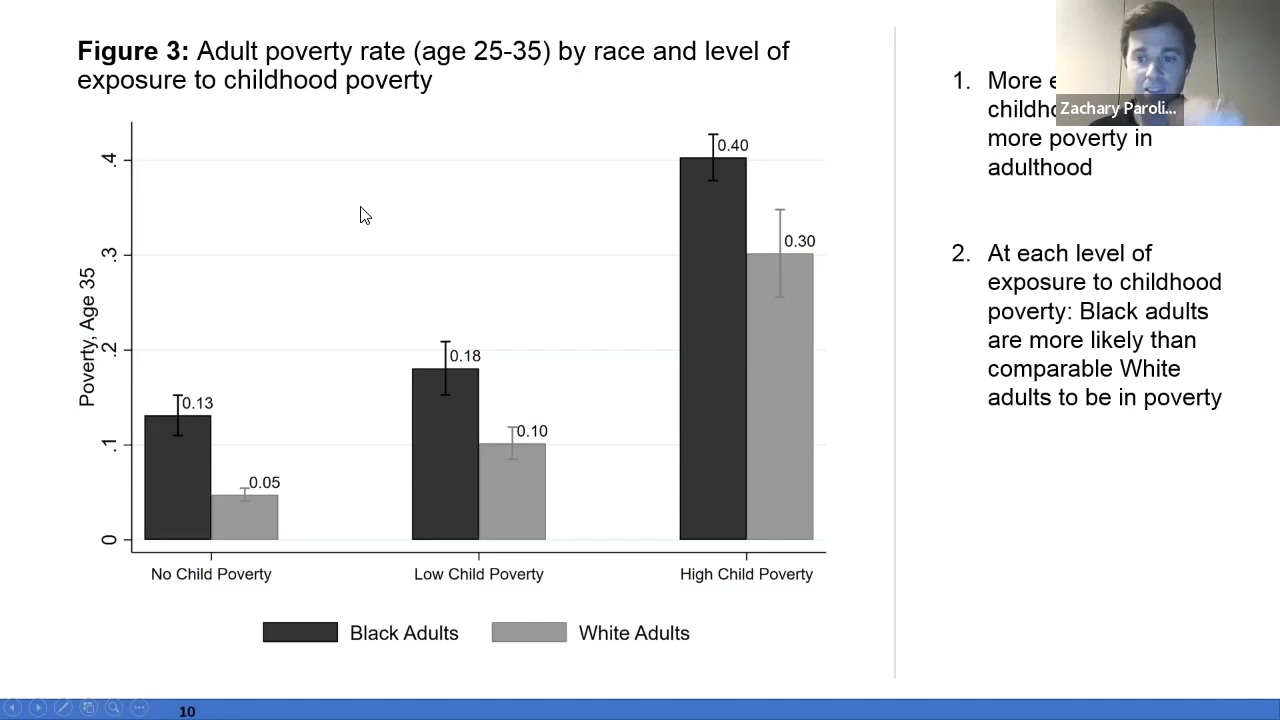 Figure 3: Adult poverty rate (age 25-35) by race and level of
exposure to childhood poverty
Poverty, Age 35
.4
.3
.2
.1
0
0.13
0.05
0.18
0.10
0.40
0.30
No Child Poverty
Low Child Poverty
High Child Poverty
Black Adults
White Adults
Zachary Paroli...
1. More
more poverty in
adulthood
2. At each level of
exposure to childhood
poverty: Black adults
are more likely than
comparable White
adults to be in poverty
10